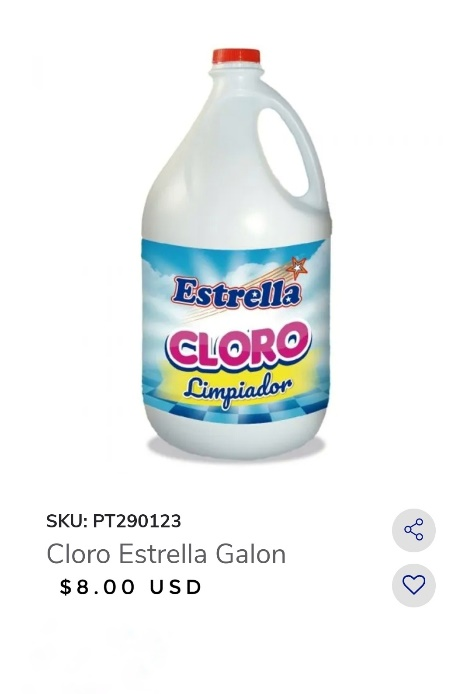 Estrella
CLORO
Limpiador
SKU: PT290123
Cloro Estrella Galon
$8.00 USD